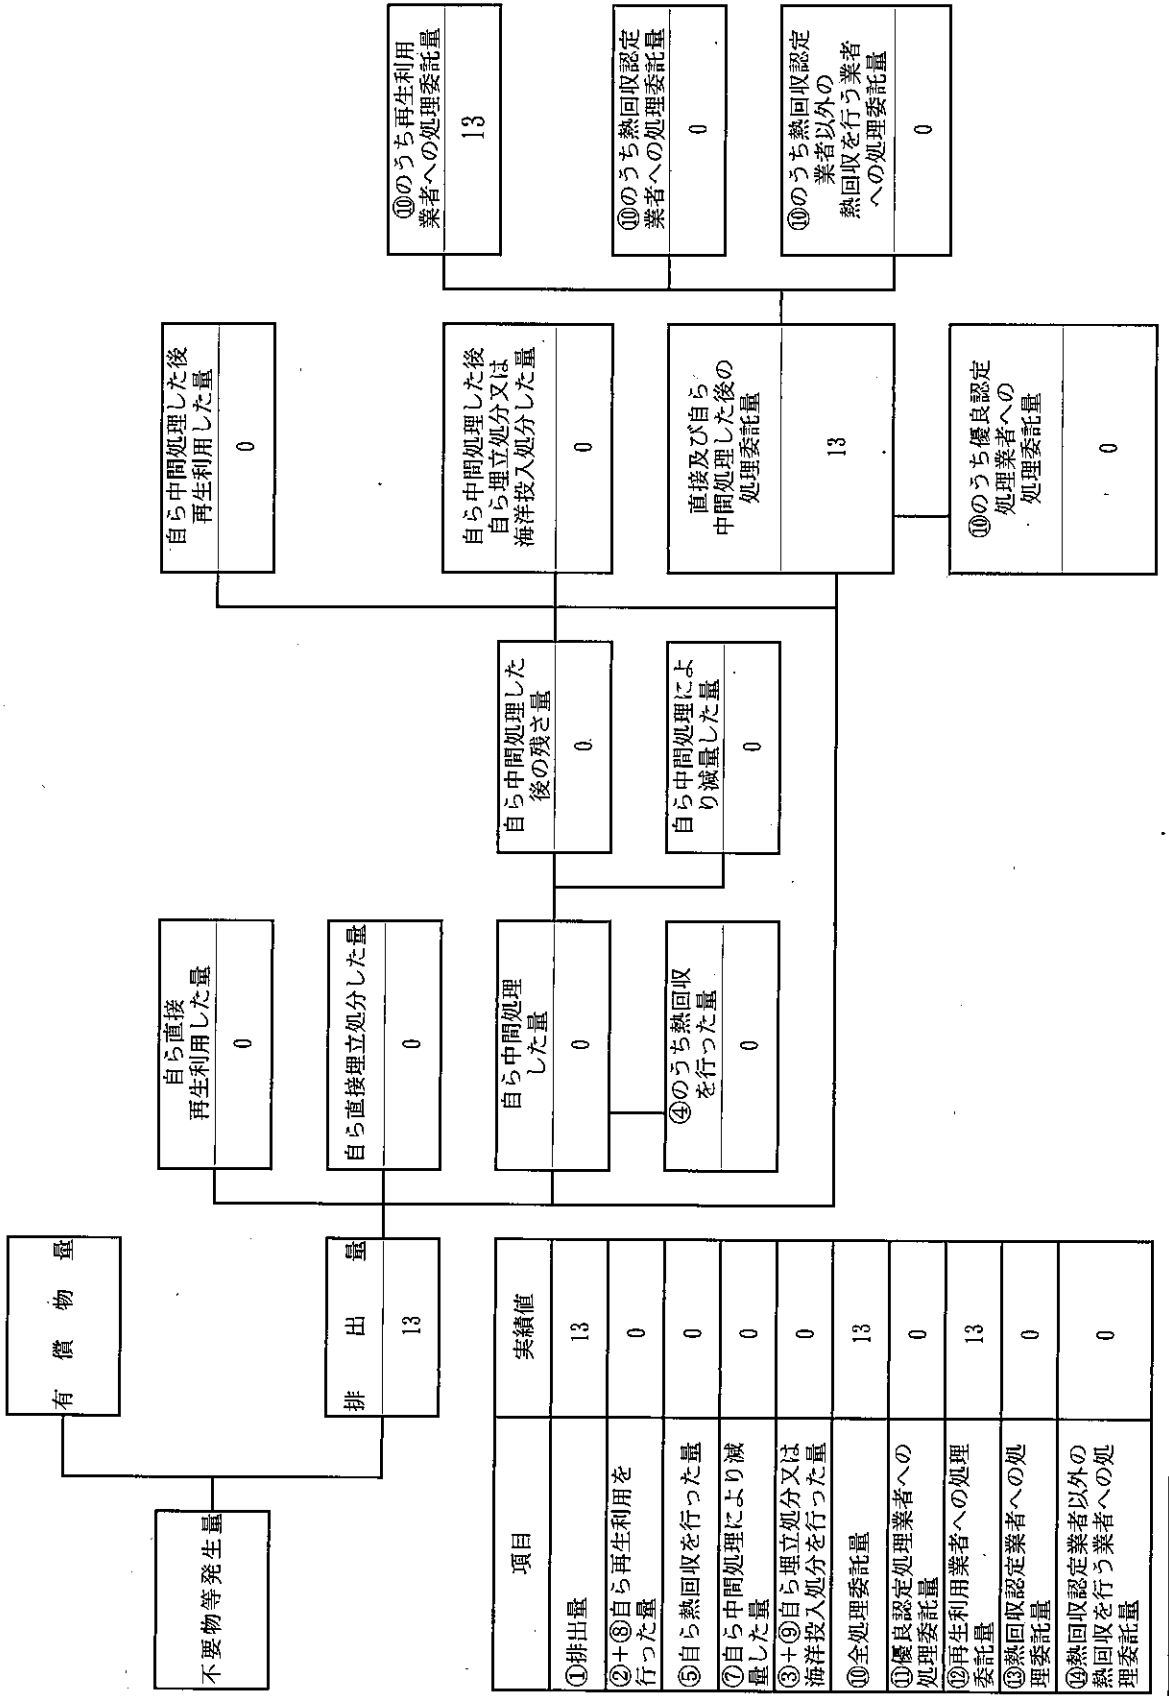 不要物等発生量
有償物量
排出量
13
自ら直接
再生利用した量
0
自ら直接埋立処分した量
0
自ら中間処理
した量
0
④のうち熱回収
を行った量
0
自ら中間処理した
後の残さ量
0
自ら中間処理によ
り減量した量
0
自ら中間処理した後
再生利用した量
0
自ら中間処理した後
自ら埋立処分又は
海洋投入処分した量
0
直接及び自ら
中間処理した後の
処理委託量
13
⑩のうち優良認定
処理業者への
処理委託量
0
⑩のうち再生利用
業者への処理委託量
13
⑩のうち熱回収認定
業者への処理委託量
0
⑩のうち熱回収認定
業者以外の
熱回収を行う業者
への処理委託量
0
項目
実績値
①排出量
13
②+⑧自ら再生利用を
行った量
0
⑤自ら熱回収を行った量
0
⑦自ら中間処理により減
量した量
0
③+⑨自ら埋立処分又は
海洋投入処分を行った量
0
⑩全処理委託量
13
⑪優良認定処理業者への
処理委託量
0
⑫再生利用業者への処理
委託量
13
⑬熱回収認定業者への処
理委託量
0
⑭熱回収認定業者以外の
熱回収を行う業者への処
理委託量
0